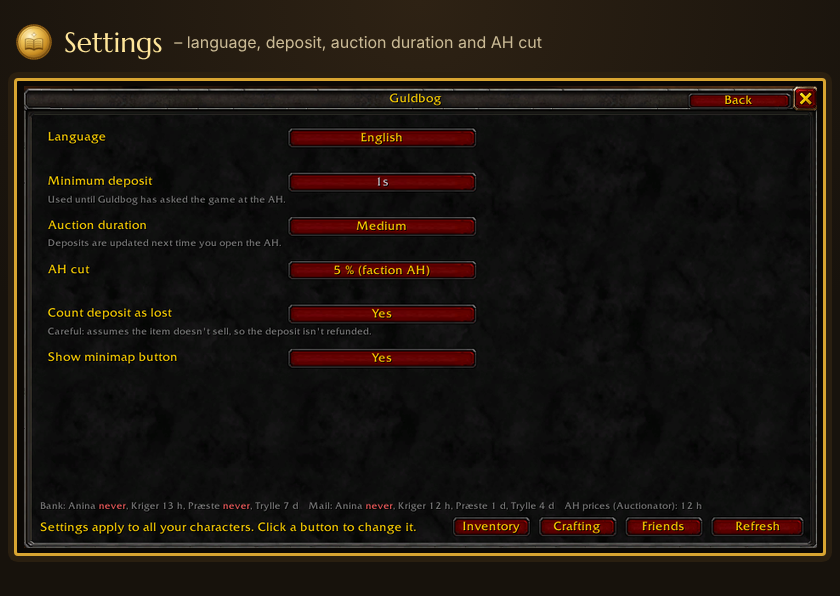 Settings – language, deposit, auction duration and AH cut
Guldbog
Back
Language
English
Minimum deposit
1s
Used until Guldbog has asked the game at the AH.
Auction duration
Medium
Deposits are updated next time you open the AH.
AH cut
5 % (faction AH)
Count deposit as lost
Yes
Careful: assumes the item doesn't sell, so the deposit isn't refunded.
Show minimap button
Yes
Bank: Anina never, Kriger 13 h, Præste never, Trylle 7 d Mail: Anina never, Kriger 12 h, Præste 1 d, Trylle 4 d AH prices (Auctionator): 12 h
Settings apply to all your characters. Click a button to change it.
Inventory
Crafting
Friends
Refresh